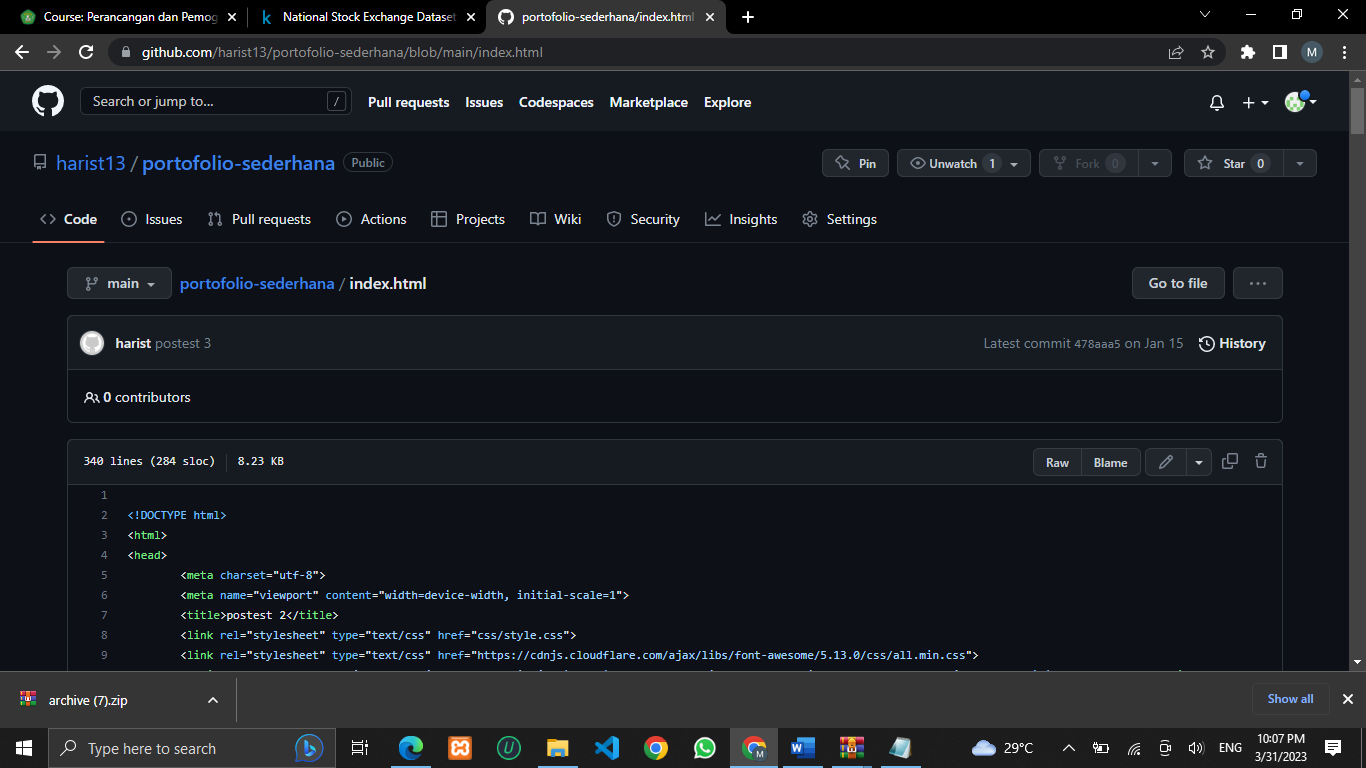 Course: Perancangan dan Pemog
National Stock Exchange Dataset
portofolio-sederhana/index.html
github.com/harist13/portofolio-sederhana/blob/main/index.html
M
Search or jump to... /
Pull requests Issues Codespaces Marketplace Explore
harist13 / portofolio-sederhana Public
Pin Unwatch 1 Fork 0 Star 0
Code Issues Pull requests Actions Projects Wiki Security Insights Settings
main portofolio-sederhana / index.html Go to file ...
harist postest 3 Latest commit 478aaa5 on Jan 15 History
0 contributors
340 lines (284 sloc) 8.23 KB Raw Blame
1
2 <!DOCTYPE html>
3 <html>
4 <head>
5 <meta charset="utf-8">
6 <meta name="viewport" content="width=device-width, initial-scale=1">
7 <title>postest 2</title>
8 <link rel="stylesheet" type="text/css" href="css/style.css">
9 <link rel="stylesheet" type="text/css" href="https://cdnjs.cloudflare.com/ajax/libs/font-awesome/5.13.0/css/all.min.css">
archive (7).zip Show all
Type here to search
29°C ENG 10:07 PM
3/31/2023